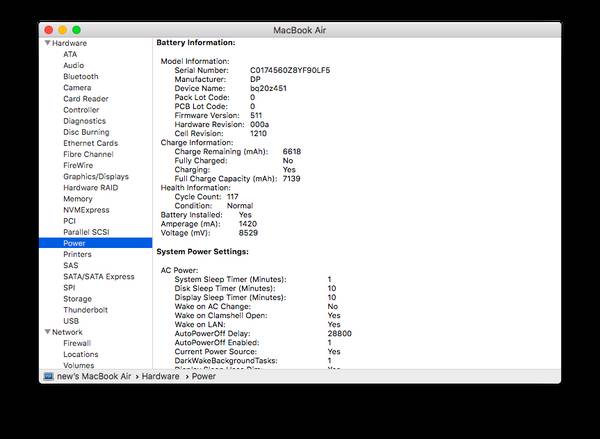 MacBook Air
Hardware
ATA
Audio
Bluetooth
Camera
Card Reader
Controller
Diagnostics
Disc Burning
Ethernet Cards
Fibre Channel
FireWire
Graphics/Displays
Hardware RAID
Memory
NVMExpress
PCI
Parallel SCSI
Power
Printers
SAS
SATA/SATA Express
SPI
Storage
Thunderbolt
USB
Network
Firewall
Locations
Volumes
Battery Information:
Model Information:
Serial Number: C0174560Z8YF90LF5
Manufacturer: DP
Device Name: bq20z451
Pack Lot Code: 0
PCB Lot Code: 0
Firmware Version: 511
Hardware Revision: 000a
Cell Revision: 1210
Charge Information:
Charge Remaining (mAh): 6618
Fully Charged: No
Charging: Yes
Full Charge Capacity (mAh): 7139
Health Information:
Cycle Count: 117
Condition: Normal
Battery Installed: Yes
Amperage (mA): 1420
Voltage (mV): 8529
System Power Settings:
AC Power:
System Sleep Timer (Minutes): 1
Disk Sleep Timer (Minutes): 10
Display Sleep Timer (Minutes): 10
Wake on AC Change: No
Wake on Clamshell Open: Yes
Wake on LAN: Yes
AutoPowerOff Delay: 28800
AutoPowerOff Enabled: 1
Current Power Source: Yes
DarkWakeBackgroundTasks: 1
new's MacBook Air › Hardware › Power